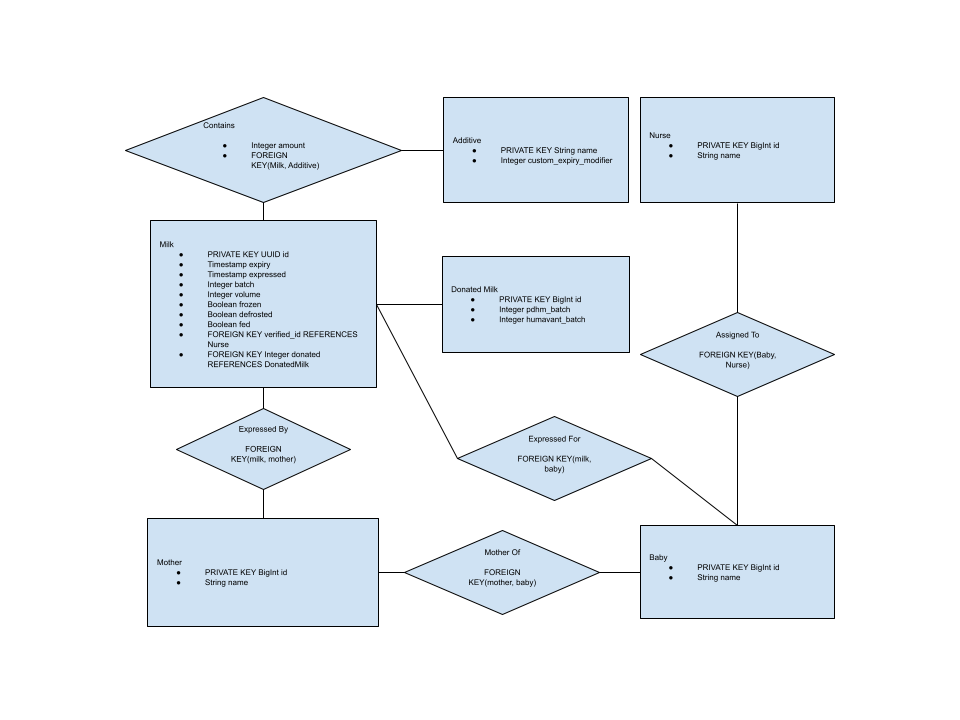 Contains
● Integer amount
● FOREIGN
KEY(Milk, Additive)
Additive
● PRIVATE KEY String name
● Integer custom_expiry_modifier
Nurse
● PRIVATE KEY BigInt id
● String name
Milk
● PRIVATE KEY UUID id
● Timestamp expiry
● Timestamp expressed
● Integer batch
● Integer volume
● Boolean frozen
● Boolean defrosted
● Boolean fed
● FOREIGN KEY verified_id REFERENCES
Nurse
● FOREIGN KEY Integer donated
REFERENCES DonatedMilk
Donated Milk
● PRIVATE KEY BigInt id
● Integer pdhm_batch
● Integer humavant_batch
Assigned To
FOREIGN KEY(Baby,
Nurse)
Expressed By
FOREIGN
KEY(milk, mother)
Expressed For
FOREIGN KEY(milk,
baby)
Mother
● PRIVATE KEY BigInt id
● String name
Mother Of
FOREIGN
KEY(mother, baby)
Baby
● PRIVATE KEY BigInt id
● String name